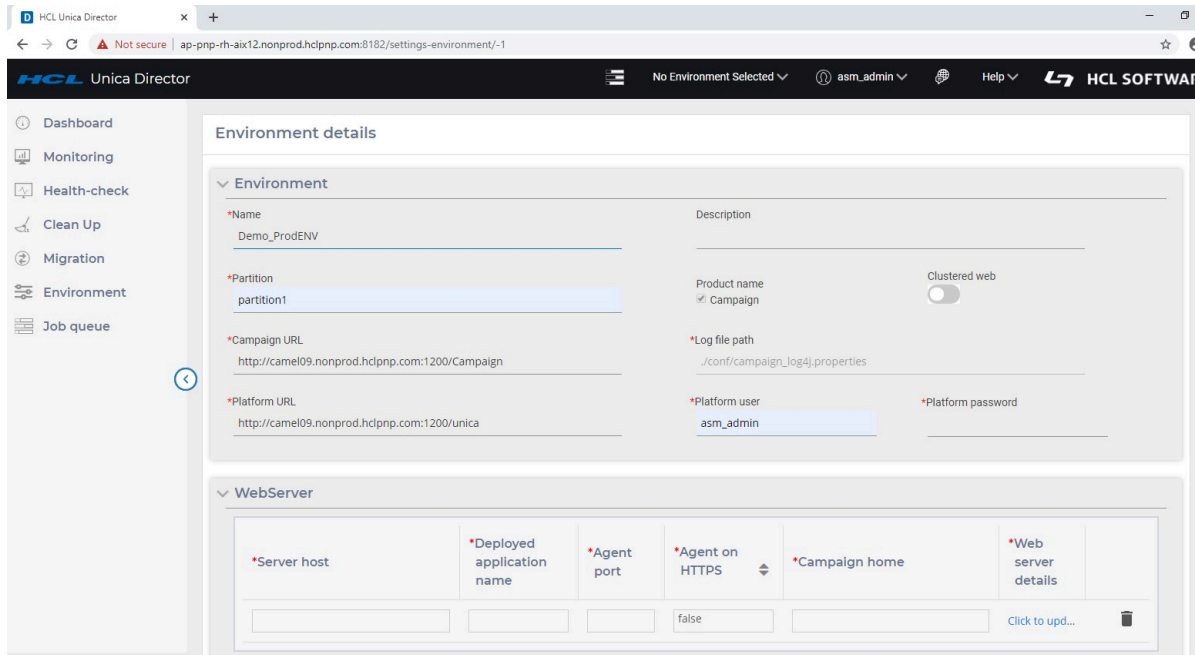 HCL Unica Director
Not secure | ap-pnp-rh-aix12.nonprod.hclpnp.com:8182/settings-environment/-1
HCL Unica Director
No Environment Selected
asm_admin
Help
HCL SOFTWAR
Dashboard
Monitoring
Health-check
Clean Up
Migration
Environment
Job queue
Environment details
Environment
*Name
Demo_ProdENV
Description
*Partition
partition1
Product name
Campaign
Clustered web
*Campaign URL
http://camel09.nonprod.hclpnp.com:1200/Campaign
*Log file path
./conf/campaign_log4j.properties
*Platform URL
http://camel09.nonprod.hclpnp.com:1200/unica
*Platform user
asm_admin
*Platform password
WebServer
*Server host
*Deployed
application
name
*Agent
port
*Agent on
HTTPS
*Campaign home
*Web
server
details
false
Click to upd...